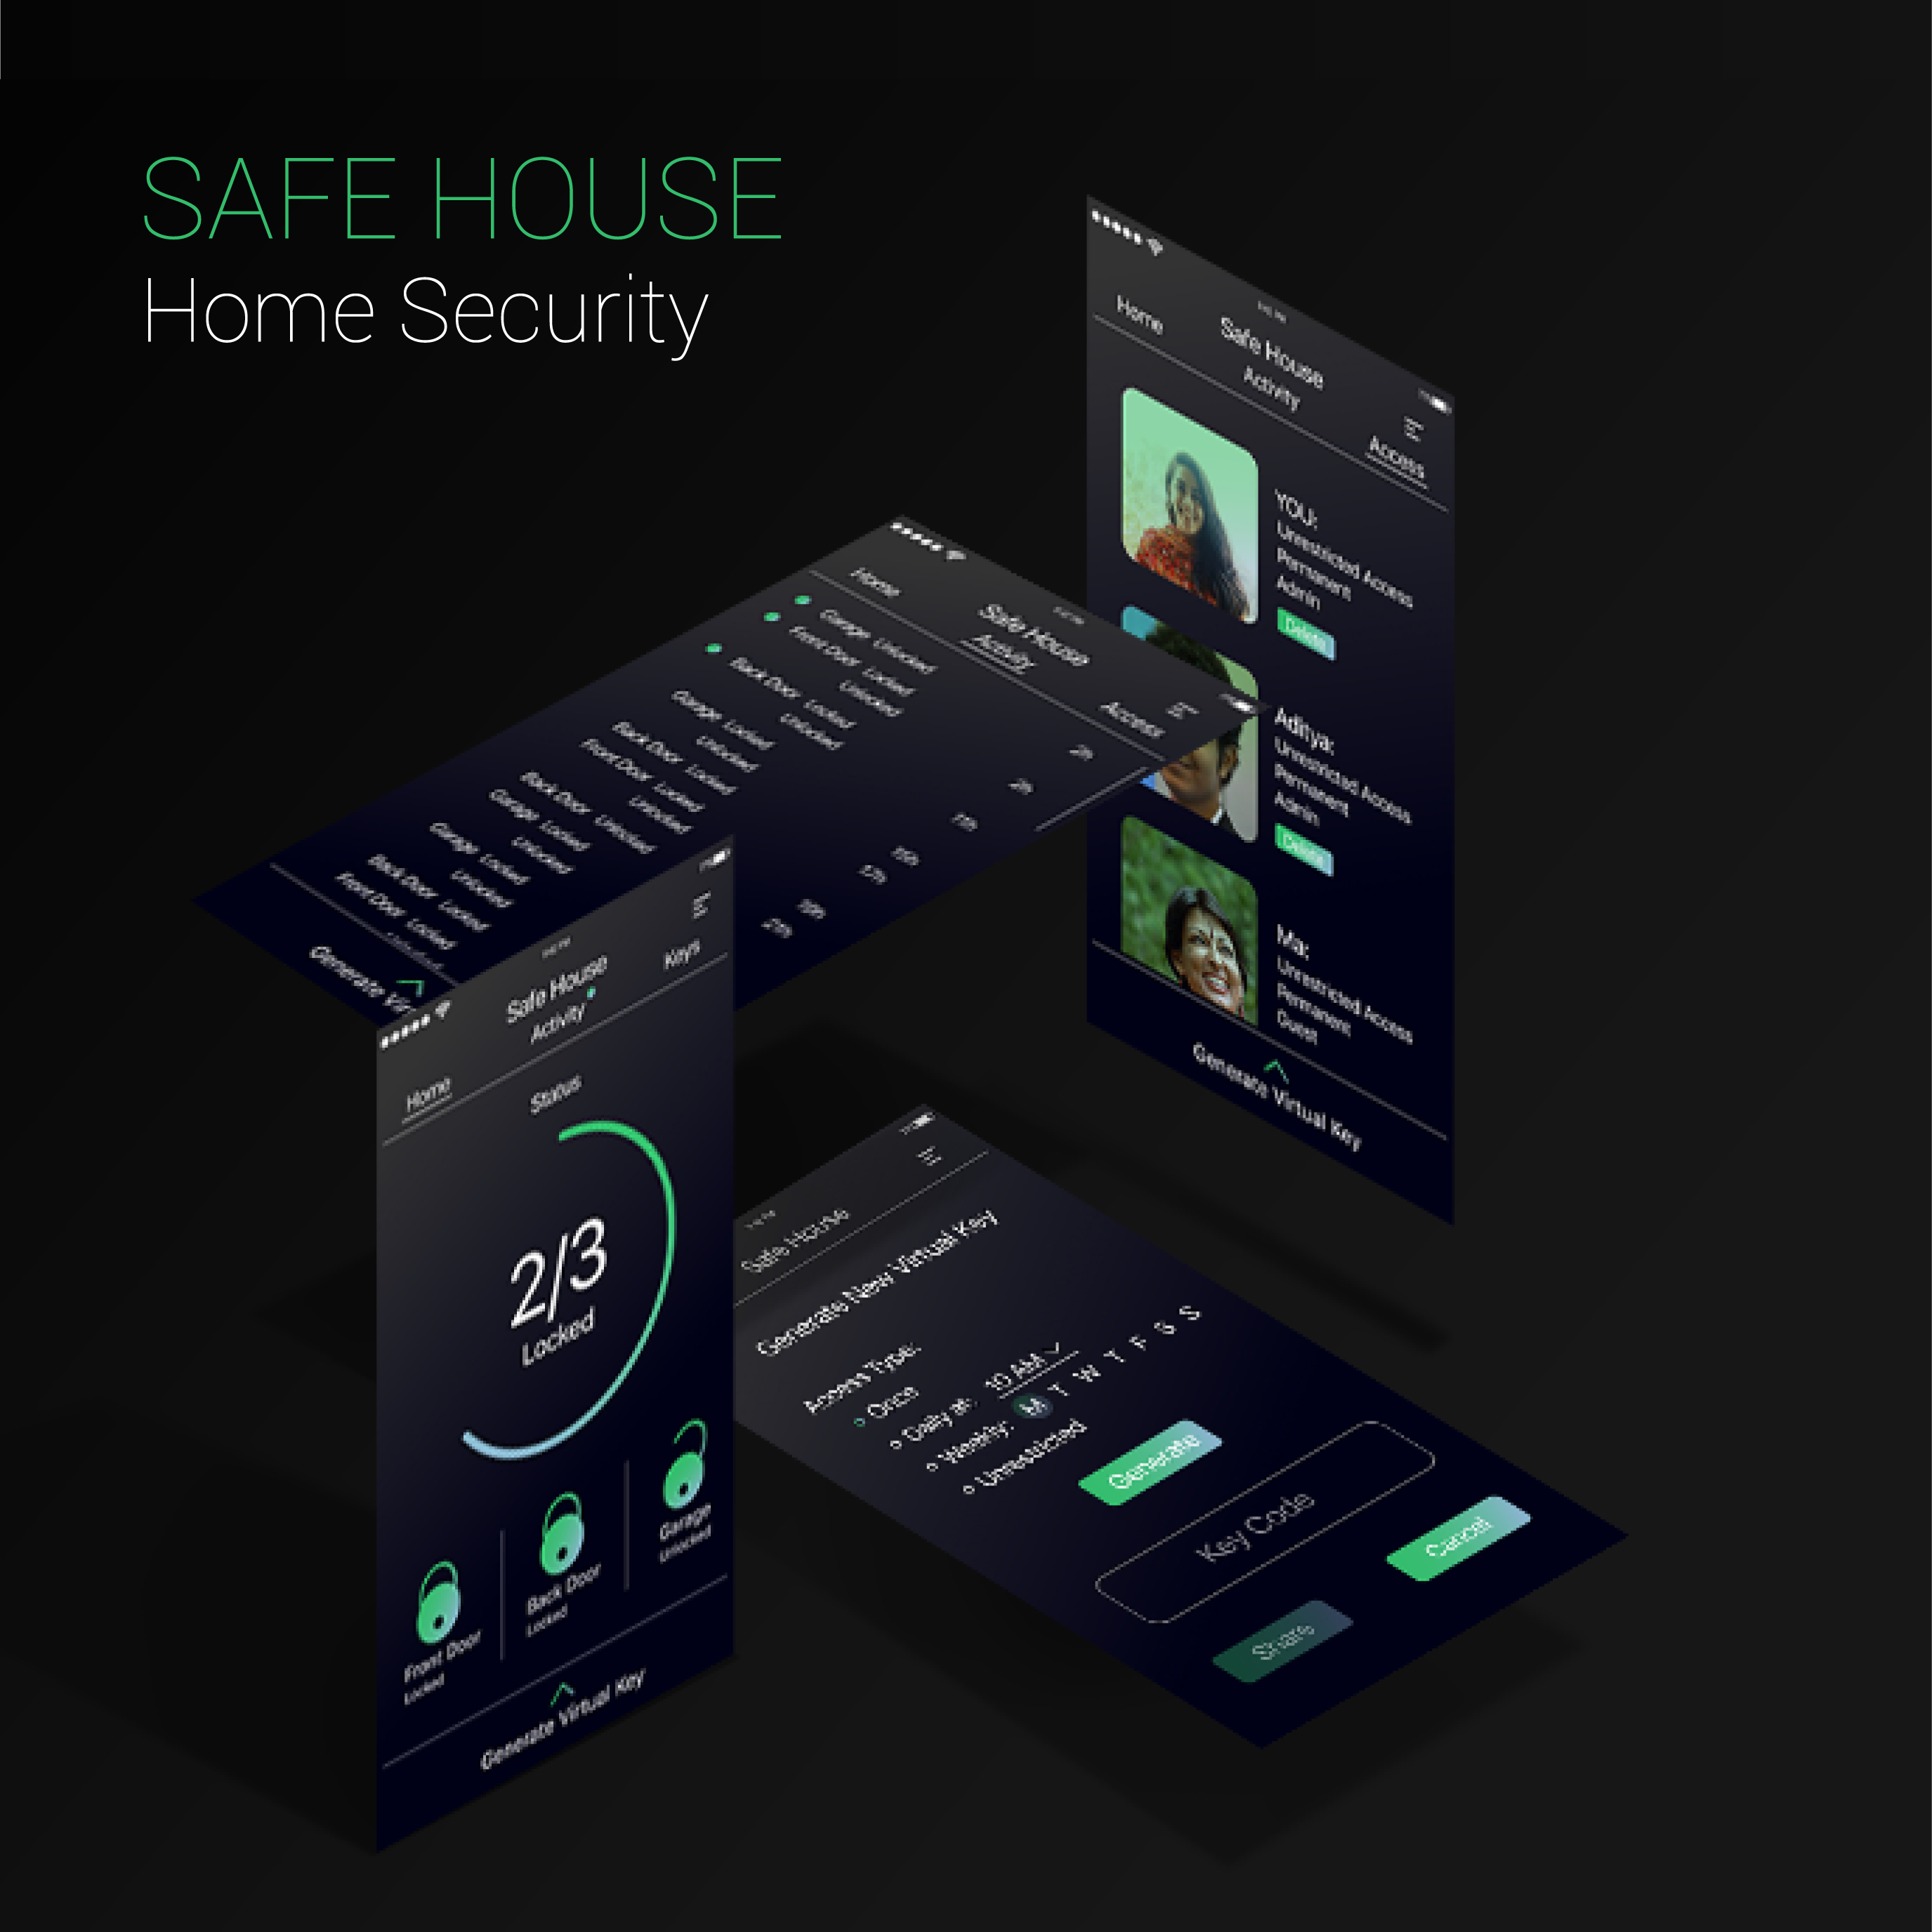 SAFE HOUSE
Home Security
Home
Safe House
Activity
Access
YOU:
Unrestricted Access
Permanent
Admin
Delete
Aditya:
Unrestricted Access
Permanent
Admin
Delete
Ma:
Unrestricted Access
Permanent
Guest
Generate Virtual Key
Home
Safe House
Activity
Access
Garage Unlocked
Front Door Locked
Unlocked
2h
Back Door Locked
Unlocked
2h
Garage Locked
Unlocked
Back Door Locked
Front Door Locked
Unlocked
Back Door Unlocked
Garage Locked
Unlocked
Garage Locked
Unlocked
Back Door Locked
Front Door Locked
Generate
Safe House
Activity
Keys
Home
Status
2/3
Locked
Front Door
Locked
Back Door
Locked
Garage
Unlocked
Generate Virtual Key
Safe House
Generate New Virtual Key
Access Type:
Once
Daily at: 10 AM
Weekly: M T W T F S S
Unrestricted
Generate
Key Code
Share
Cancel